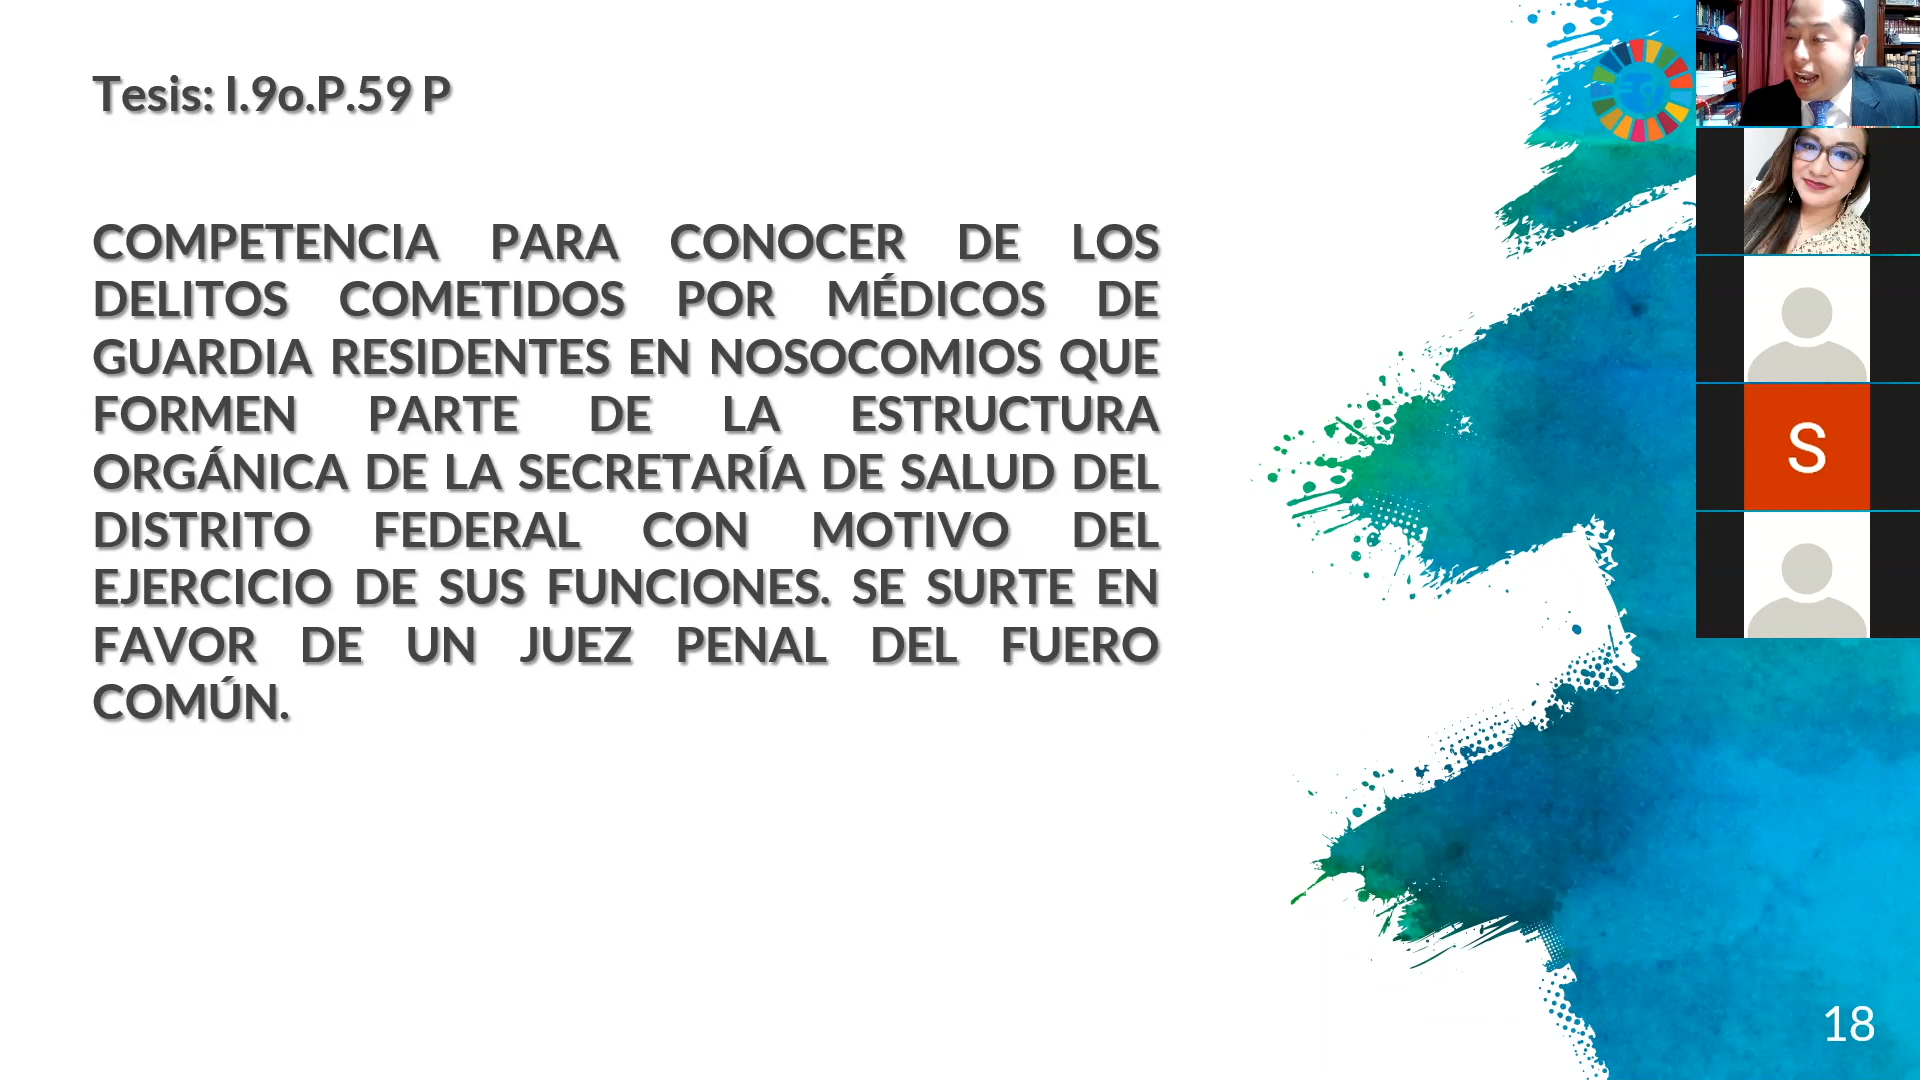 Tesis: I.9o.P.59 P
COMPETENCIA PARA CONOCER DE LOS
DELITOS COMETIDOS POR MÉDICOS DE
GUARDIA RESIDENTES EN NOSOCOMIOS QUE
FORMEN PARTE DE LA ESTRUCTURA
ORGÁNICA DE LA SECRETARÍA DE SALUD DEL
DISTRITO FEDERAL CON MOTIVO DEL
EJERCICIO DE SUS FUNCIONES. SE SURTE EN
FAVOR DE UN JUEZ PENAL DEL FUERO
COMÚN.
S
18